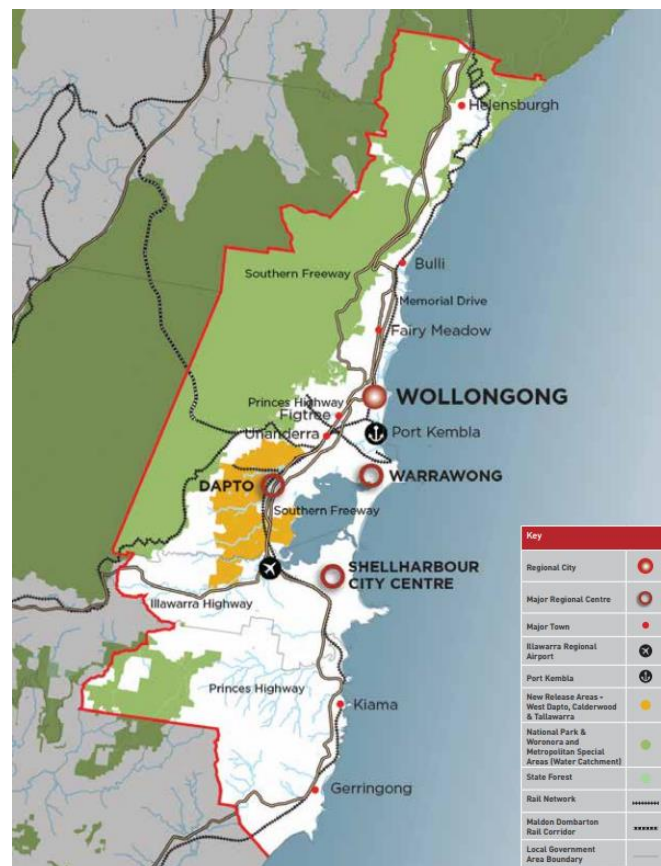 Helensburgh
Southern Freeway
Bulli
Memorial Drive
Fairy Meadow
Princes Highway
WOLLONGONG
Figtree
Unanderra
Port Kembla
DAPTO
WARRAWONG
Southern Freeway
SHELLHARBOUR
CITY CENTRE
Illawarra Highway
Princes Highway
Kiama
Gerringong
Key
Regional City
Major Regional Centre
Major Town
Illawarra Regional
Airport
Port Kembla
New Release Areas -
West Dapto, Calderwood
& Tallawarra
National Park &
Woronora and
Metropolitan Special
Areas (Water Catchment)
State Forest
Rail Network
Maldon Dombarton
Rail Corridor
Local Government
Area Boundary